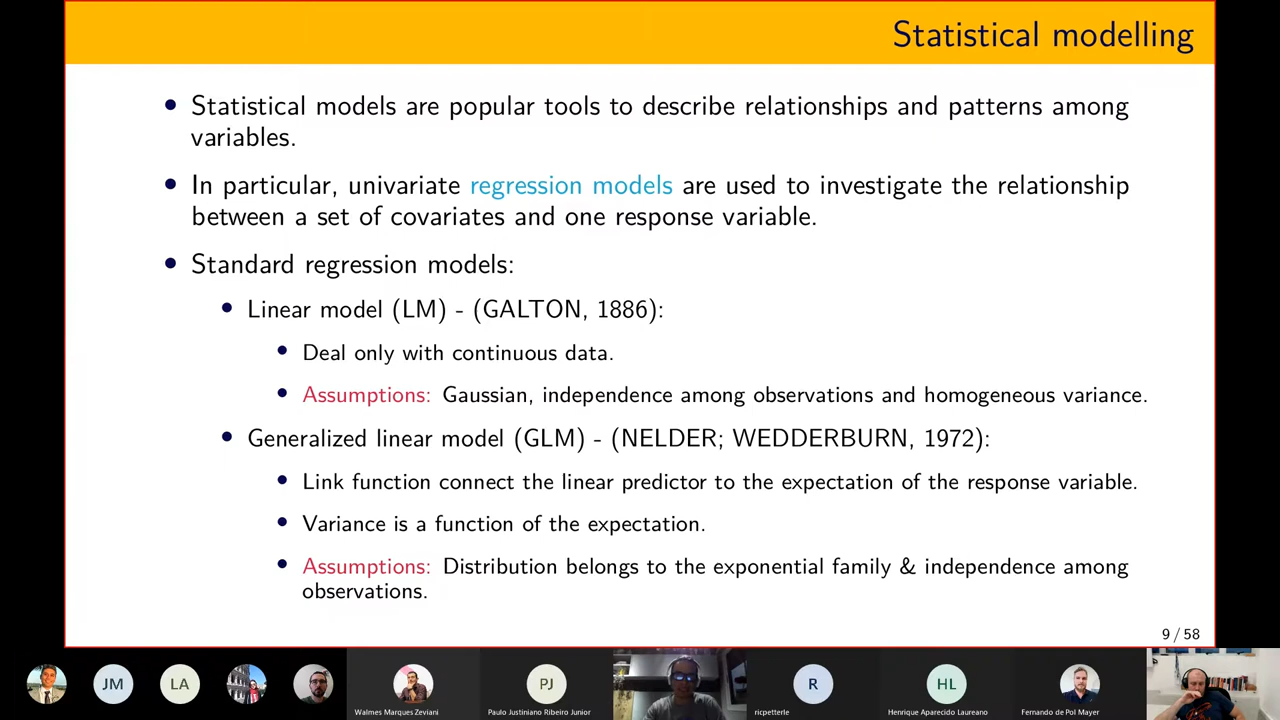 Statistical modelling
• Statistical models are popular tools to describe relationships and patterns among
variables.
• In particular, univariate regression models are used to investigate the relationship
between a set of covariates and one response variable.
• Standard regression models:
• Linear model (LM) - (GALTON, 1886):
• Deal only with continuous data.
• Assumptions: Gaussian, independence among observations and homogeneous variance.
• Generalized linear model (GLM) - (NELDER; WEDDERBURN, 1972):
• Link function connect the linear predictor to the expectation of the response variable.
• Variance is a function of the expectation.
• Assumptions: Distribution belongs to the exponential family & independence among
observations.
9 / 58
JM
LA
PJ
R
HL
Walmes Marques Zeviani
Paulo Justiniano Ribeiro Junior
ricpetterle
Henrique Aparecido Laureano
Fernando de Pol Mayer